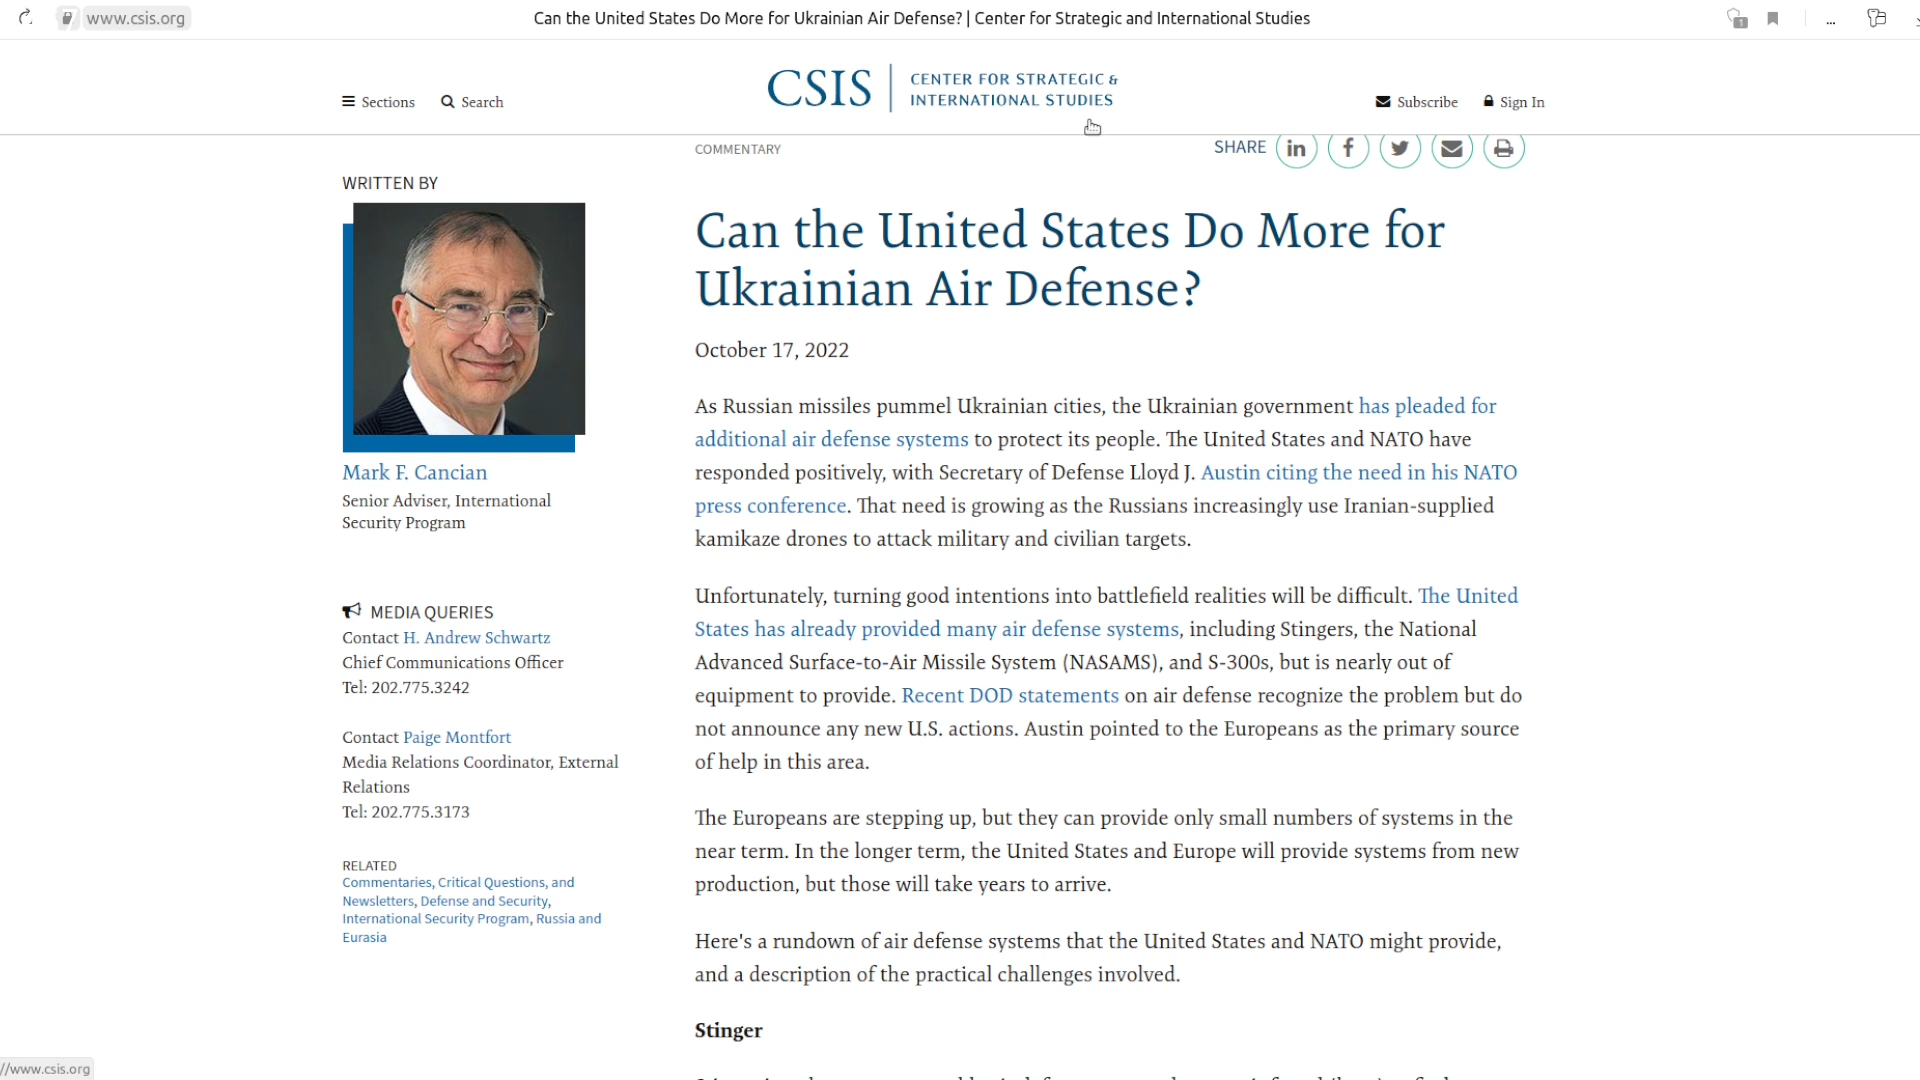 www.csis.org
Can the United States Do More for Ukrainian Air Defense? | Center for Strategic and International Studies
1
...
Sections
Search
CSIS
CENTER FOR STRATEGIC &
INTERNATIONAL STUDIES
Subscribe
Sign In
COMMENTARY
SHARE
WRITTEN BY
Mark F. Cancian
Senior Adviser, International
Security Program
MEDIA QUERIES
Contact H. Andrew Schwartz
Chief Communications Officer
Tel: 202.775.3242
Contact Paige Montfort
Media Relations Coordinator, External
Relations
Tel: 202.775.3173
RELATED
Commentaries, Critical Questions, and
Newsletters, Defense and Security,
International Security Program, Russia and
Eurasia
Can the United States Do More for
Ukrainian Air Defense?
October 17, 2022
As Russian missiles pummel Ukrainian cities, the Ukrainian government has pleaded for
additional air defense systems to protect its people. The United States and NATO have
responded positively, with Secretary of Defense Lloyd J. Austin citing the need in his NATO
press conference. That need is growing as the Russians increasingly use Iranian-supplied
kamikaze drones to attack military and civilian targets.
Unfortunately, turning good intentions into battlefield realities will be difficult. The United
States has already provided many air defense systems, including Stingers, the National
Advanced Surface-to-Air Missile System (NASAMS), and S-300s, but is nearly out of
equipment to provide. Recent DOD statements on air defense recognize the problem but do
not announce any new U.S. actions. Austin pointed to the Europeans as the primary source
of help in this area.
The Europeans are stepping up, but they can provide only small numbers of systems in the
near term. In the longer term, the United States and Europe will provide systems from new
production, but those will take years to arrive.
Here's a rundown of air defense systems that the United States and NATO might provide,
and a description of the practical challenges involved.
Stinger
//www.csis.org